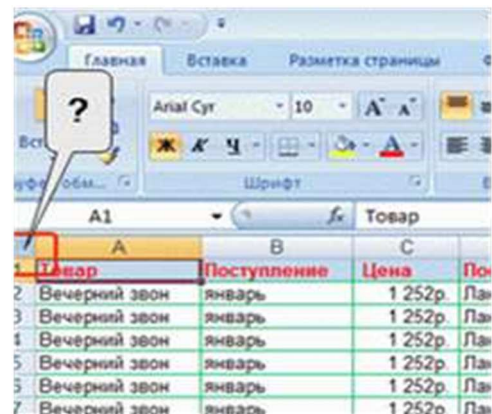 Главная Вставка Разметка страницы
?
Arial Cyr 10 A A
Ж К Ч A
Шрифт
A1 fx Товар
A B C
1 Товар Поступление Цена
2 Вечерний звон январь 1 252р.
3 Вечерний звон январь 1 252р.
4 Вечерний звон январь 1 252р.
5 Вечерний звон январь 1 252р.
6 Вечерний звон январь 1 252р.
7 Вечерний звон январь 1 252р.